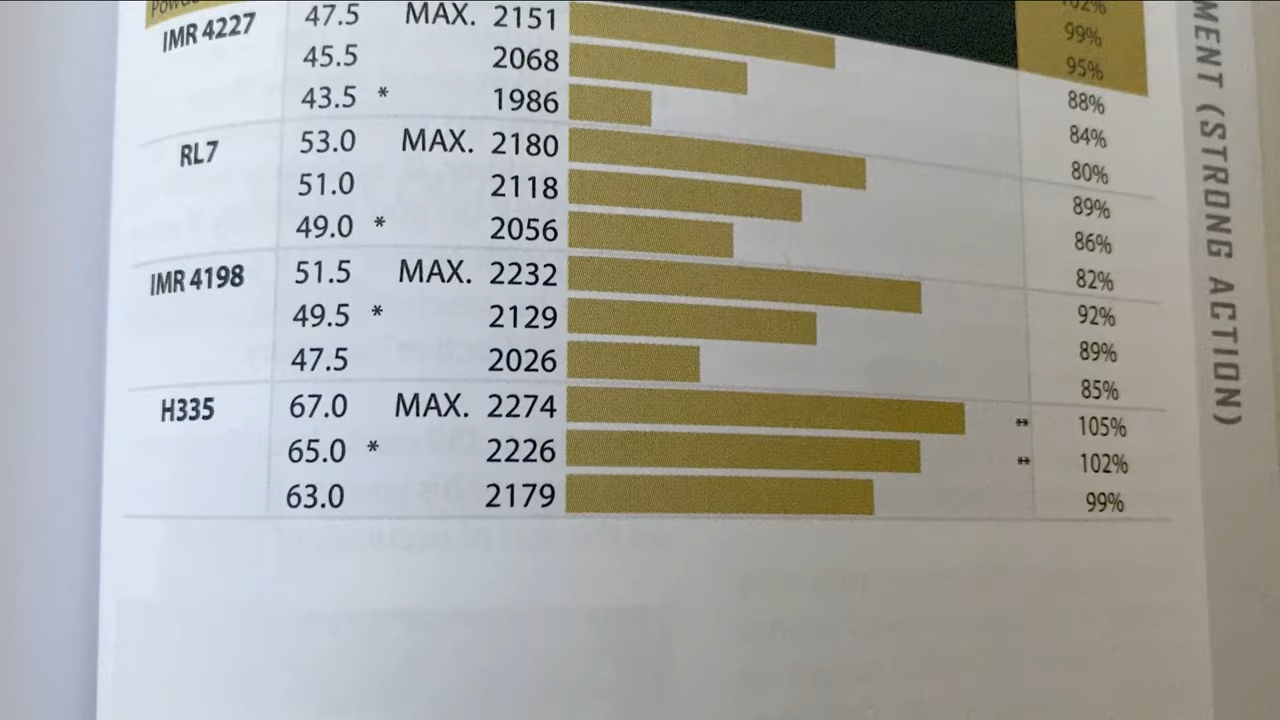 99%
95%
IMR 4227 47.5 MAX. 2151 88%
45.5 2068 84%
43.5 * 1986 80%
RL7 53.0 MAX. 2180 89%
51.0 2118 86%
49.0 * 2056 82%
IMR 4198 51.5 MAX. 2232 92%
49.5 * 2129 89%
47.5 2026 85%
H335 67.0 MAX. 2274 ** 105%
65.0 * 2226 ** 102%
63.0 2179 99%
MENT (STRONG ACTION)